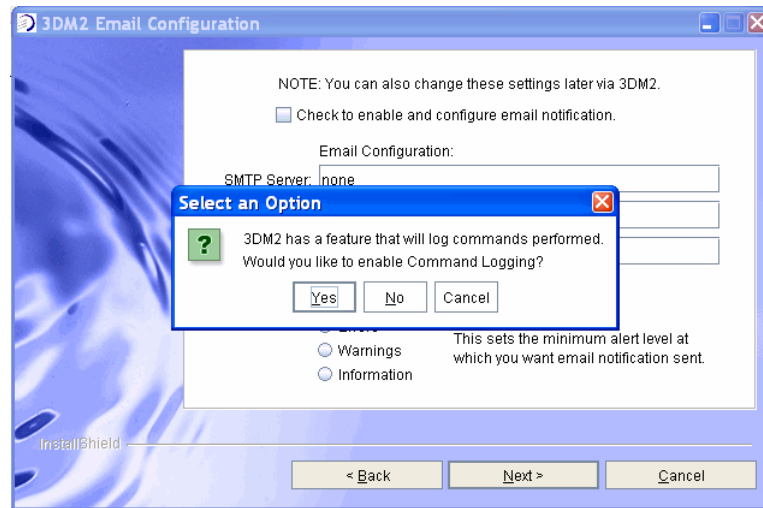 3DM2 Email Configuration
NOTE: You can also change these settings later via 3DM2.
Check to enable and configure email notification.
Email Configuration:
SMTP Server: none
Select an Option
3DM2 has a feature that will log commands performed.
Would you like to enable Command Logging?
Yes No Cancel
Errors
Warnings
Information
This sets the minimum alert level at
which you want email notification sent.
InstallShield
< Back Next > Cancel